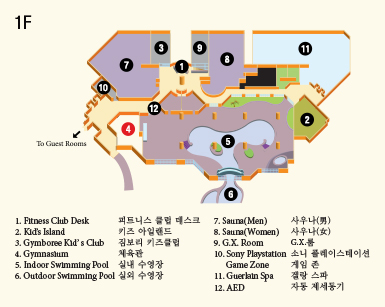 1F
3
9
7
8
11
1
10
12
2
4
5
To Guest Rooms
6
1. Fitness Club Desk 피트니스 클럽 데스크
2. Kid's Island 키즈 아일랜드
3. Gymboree Kid's Club 짐보리 키즈클럽
4. Gymnasium 체육관
5. Indoor Swimming Pool 실내 수영장
6. Outdoor Swimming Pool 실외 수영장
7. Sauna(Men) 사우나(男)
8. Sauna(Women) 사우나(女)
9. G.X. Room G.X.룸
10. Sony Playstation 소니 플레이스테이션
Game Zone 게임 존
11. Guerlain Spa 겔랑 스파
12. AED 자동 제세동기